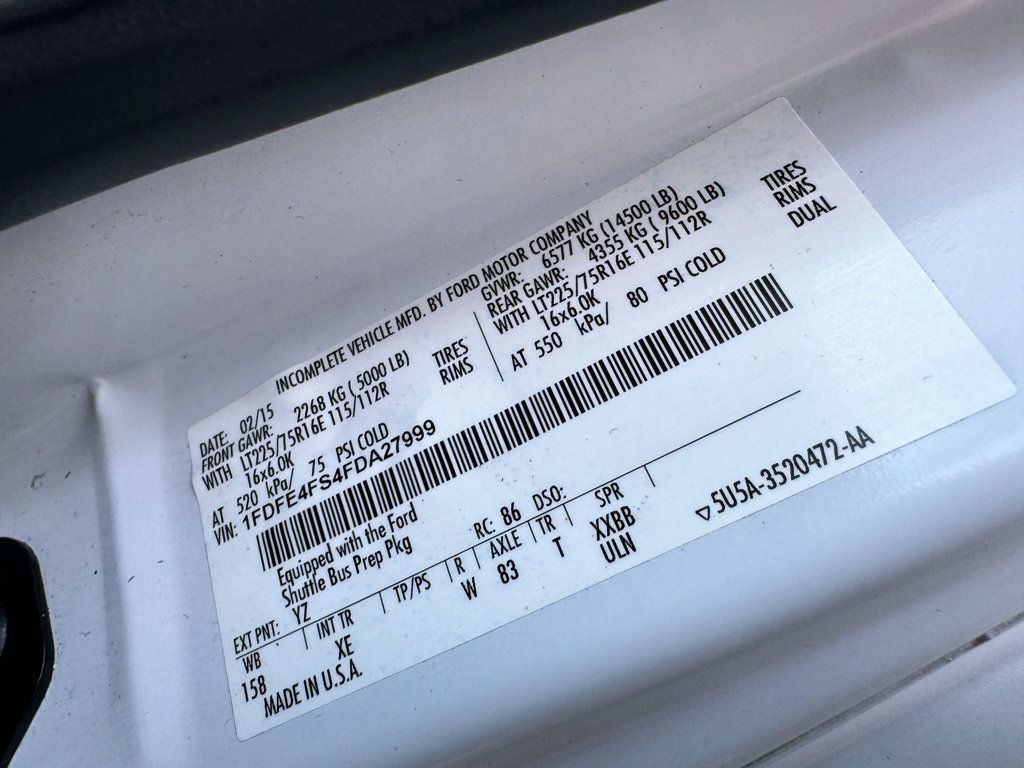 INCOMPLETE VEHICLE MFD. BY FORD MOTOR COMPANY
DATE: 02/15 GVWR: 6577 KG (14500 LB)
FRONT GAWR: 2268 KG ( 5000 LB) REAR GAWR: 4355 KG ( 9600 LB)
WITH LT225/75R16E 115/112R TIRES WITH LT225/75R16E 115/112R TIRES
16x6.0K RIMS 16x6.0K RIMS
AT 520 kPa/ 75 PSI COLD AT 550 kPa/ 80 PSI COLD DUAL
VIN: 1FDFE4FS4FDA27999
Equipped with the Ford
Shuttle Bus Prep Pkg
EXT PNT: YZ RC: 86 DSO:
WB INT TR TP/PS R AXLE TR SPR
158 XE W 83 T XXBB
MADE IN U.S.A. ULN
▽5U5A-3520472-AA